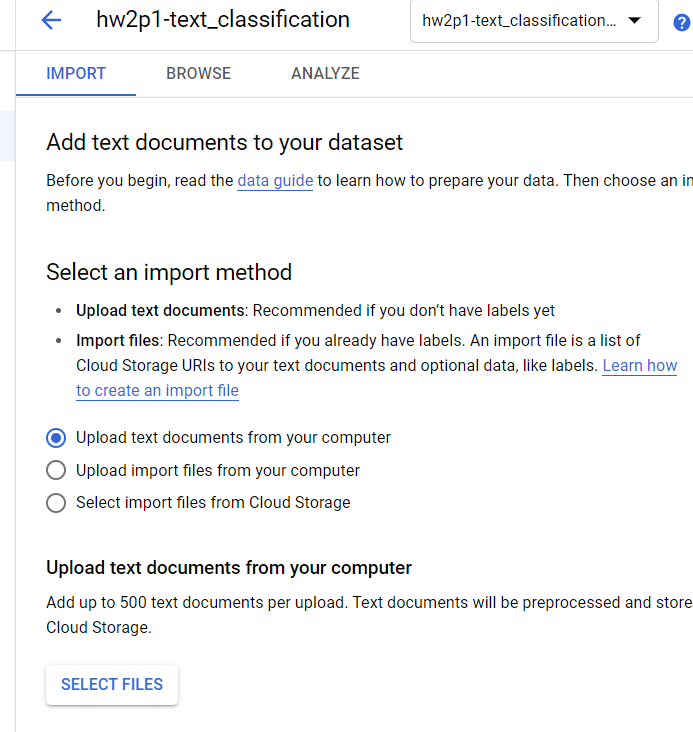 hw2p1-text_classification
hw2p1-text_classification...
IMPORT
BROWSE
ANALYZE
Add text documents to your dataset
Before you begin, read the data guide to learn how to prepare your data. Then choose an
method.
Select an import method
• Upload text documents: Recommended if you don’t have labels yet
• Import files: Recommended if you already have labels. An import file is a list of
Cloud Storage URIs to your text documents and optional data, like labels. Learn how
to create an import file
Upload text documents from your computer
Upload import files from your computer
Select import files from Cloud Storage
Upload text documents from your computer
Add up to 500 text documents per upload. Text documents will be preprocessed and store
Cloud Storage.
SELECT FILES